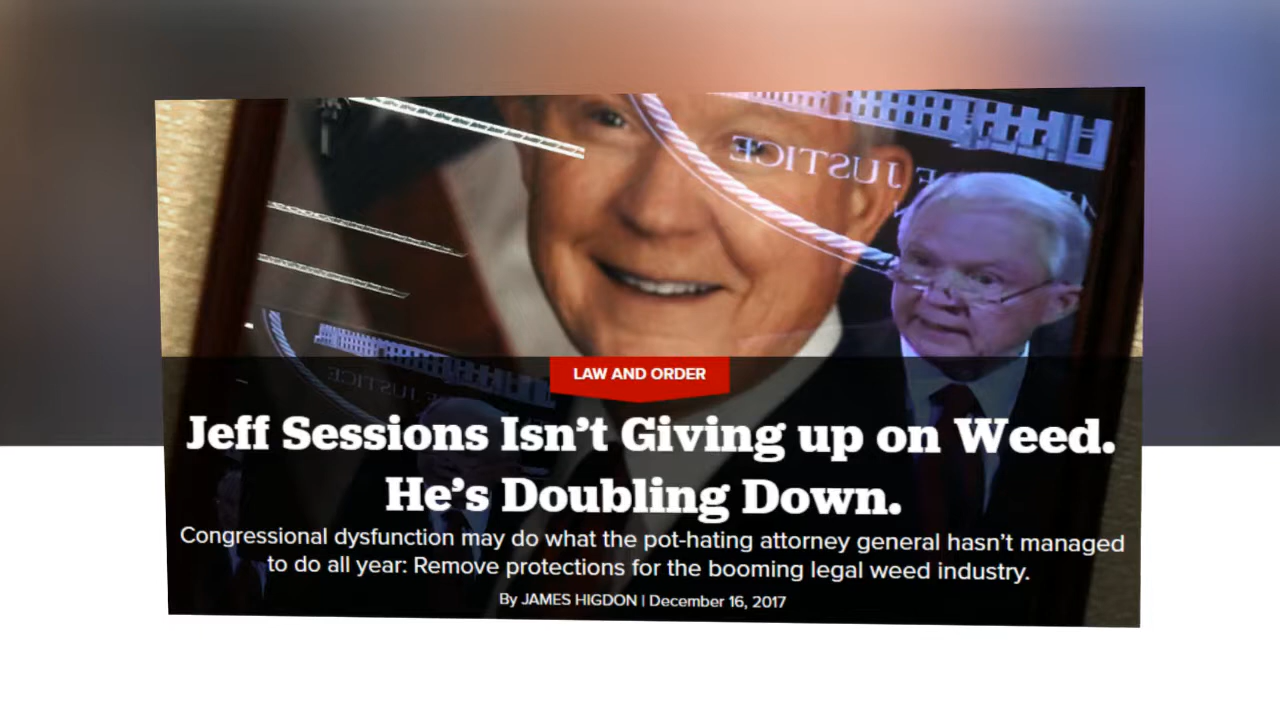 ICE JUSTICE
LAW AND ORDER
Jeff Sessions Isn’t Giving up on Weed.
He’s Doubling Down.
Congressional dysfunction may do what the pot-hating attorney general hasn’t managed
to do all year: Remove protections for the booming legal weed industry.
By JAMES HIGDON | December 16, 2017